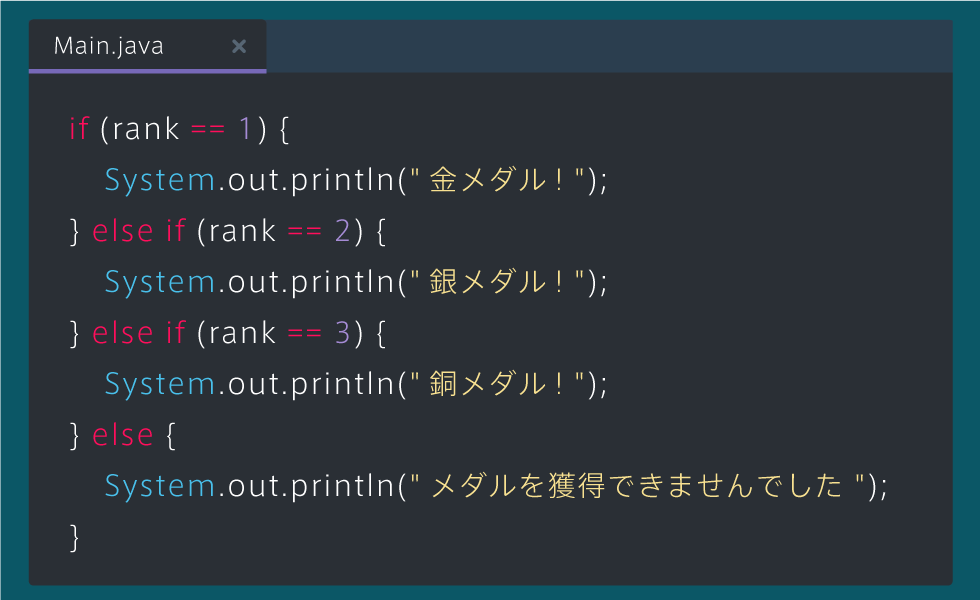 Main.java ×
if (rank == 1) {
System.out.println(" 金メダル ! ");
} else if (rank == 2) {
System.out.println(" 銀メダル ! ");
} else if (rank == 3) {
System.out.println(" 銅メダル ! ");
} else {
System.out.println(" メダルを獲得できませんでした ");
}